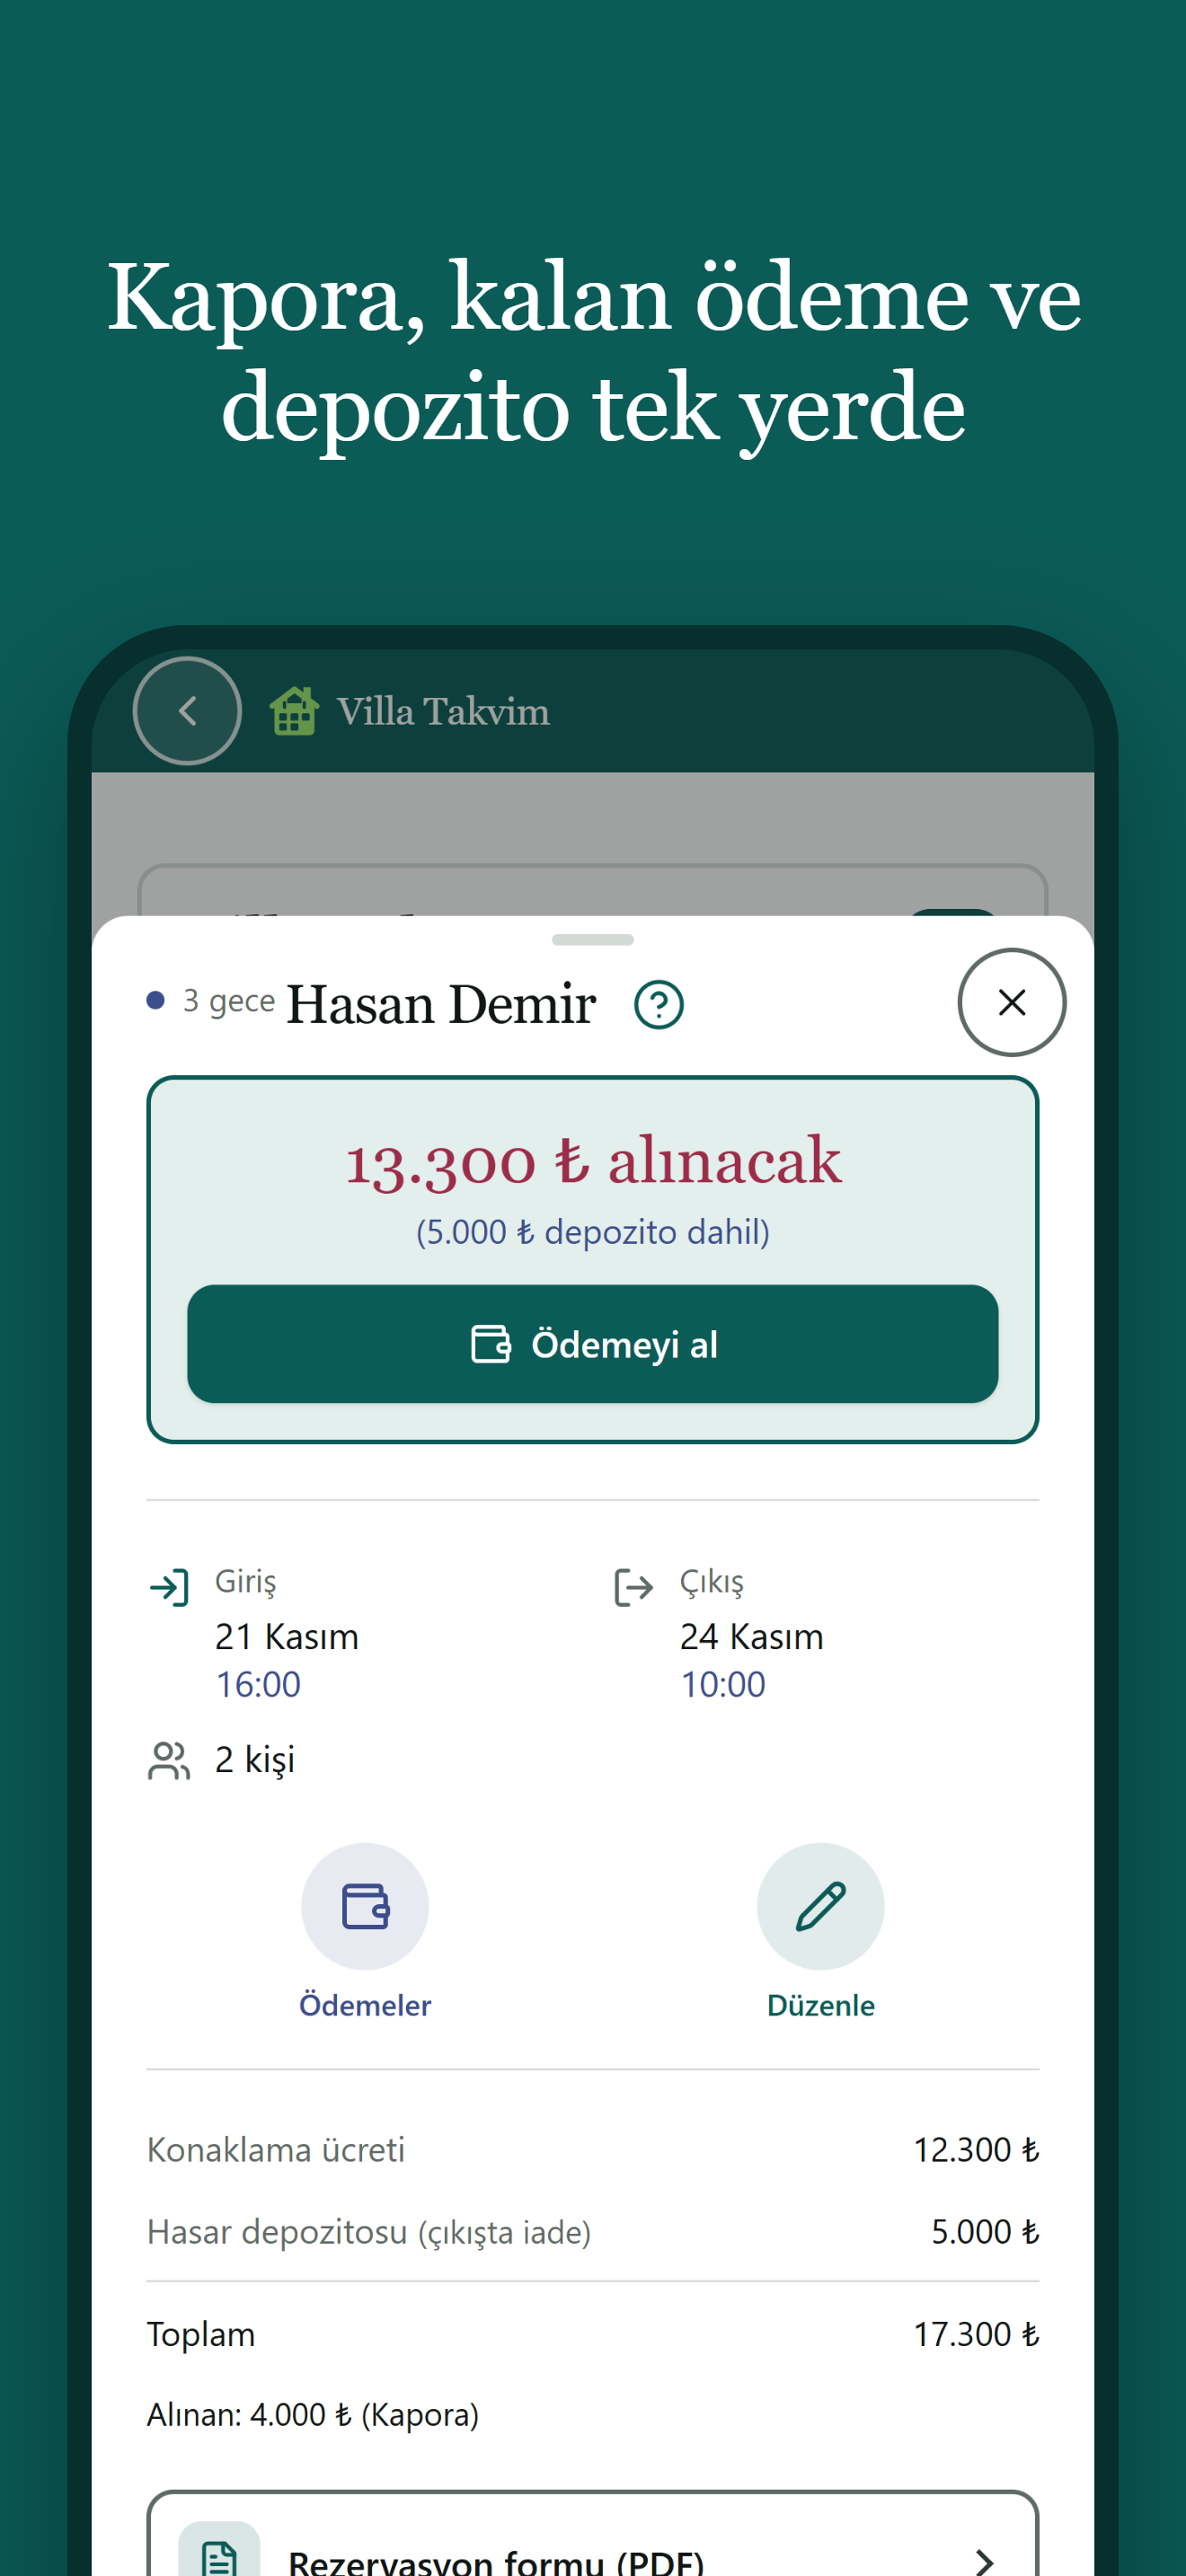 Kapora, kalan ödeme ve
depozito tek yerde
Villa Takvim
3 gece Hasan Demir
13.300 ₺ alınacak
(5.000 ₺ depozito dahil)
Ödemeyi al
Giriş
21 Kasım
16:00
Çıkış
24 Kasım
10:00
2 kişi
Ödemeler
Düzenle
Konaklama ücreti
12.300 ₺
Hasar depozitosu (çıkışta iade)
5.000 ₺
Toplam
17.300 ₺
Alınan: 4.000 ₺ (Kapora)
Rezervasyon formu (PDF)